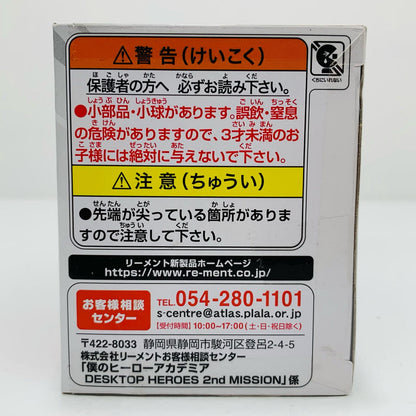 ⚠警告(けいこく)
くちにいれない
保護者の方へ 必ずお読み下さい。
●小部品・小球があります。誤飲・窒息
の危険がありますので、3才未満のお
子様には絶対に与えないで下さい。
⚠注意(ちゅうい)
●先端が尖っている箇所がありま
すので注意して下さい。
リーメント新製品ホームページ
https://www.re-ment.co.jp/
お客様相談
センター
TEL 054-280-1101
s-centre@atlas.plala.or.jp
【受付時間】10:00~17:00(土・日・祝日除く)
〒422-8033 静岡県静岡市駿河区登呂2-4-5
株式会社リーメントお客様相談センター
「僕のヒーローアカデミア
DESKTOP HEROES 2nd MISSION」係